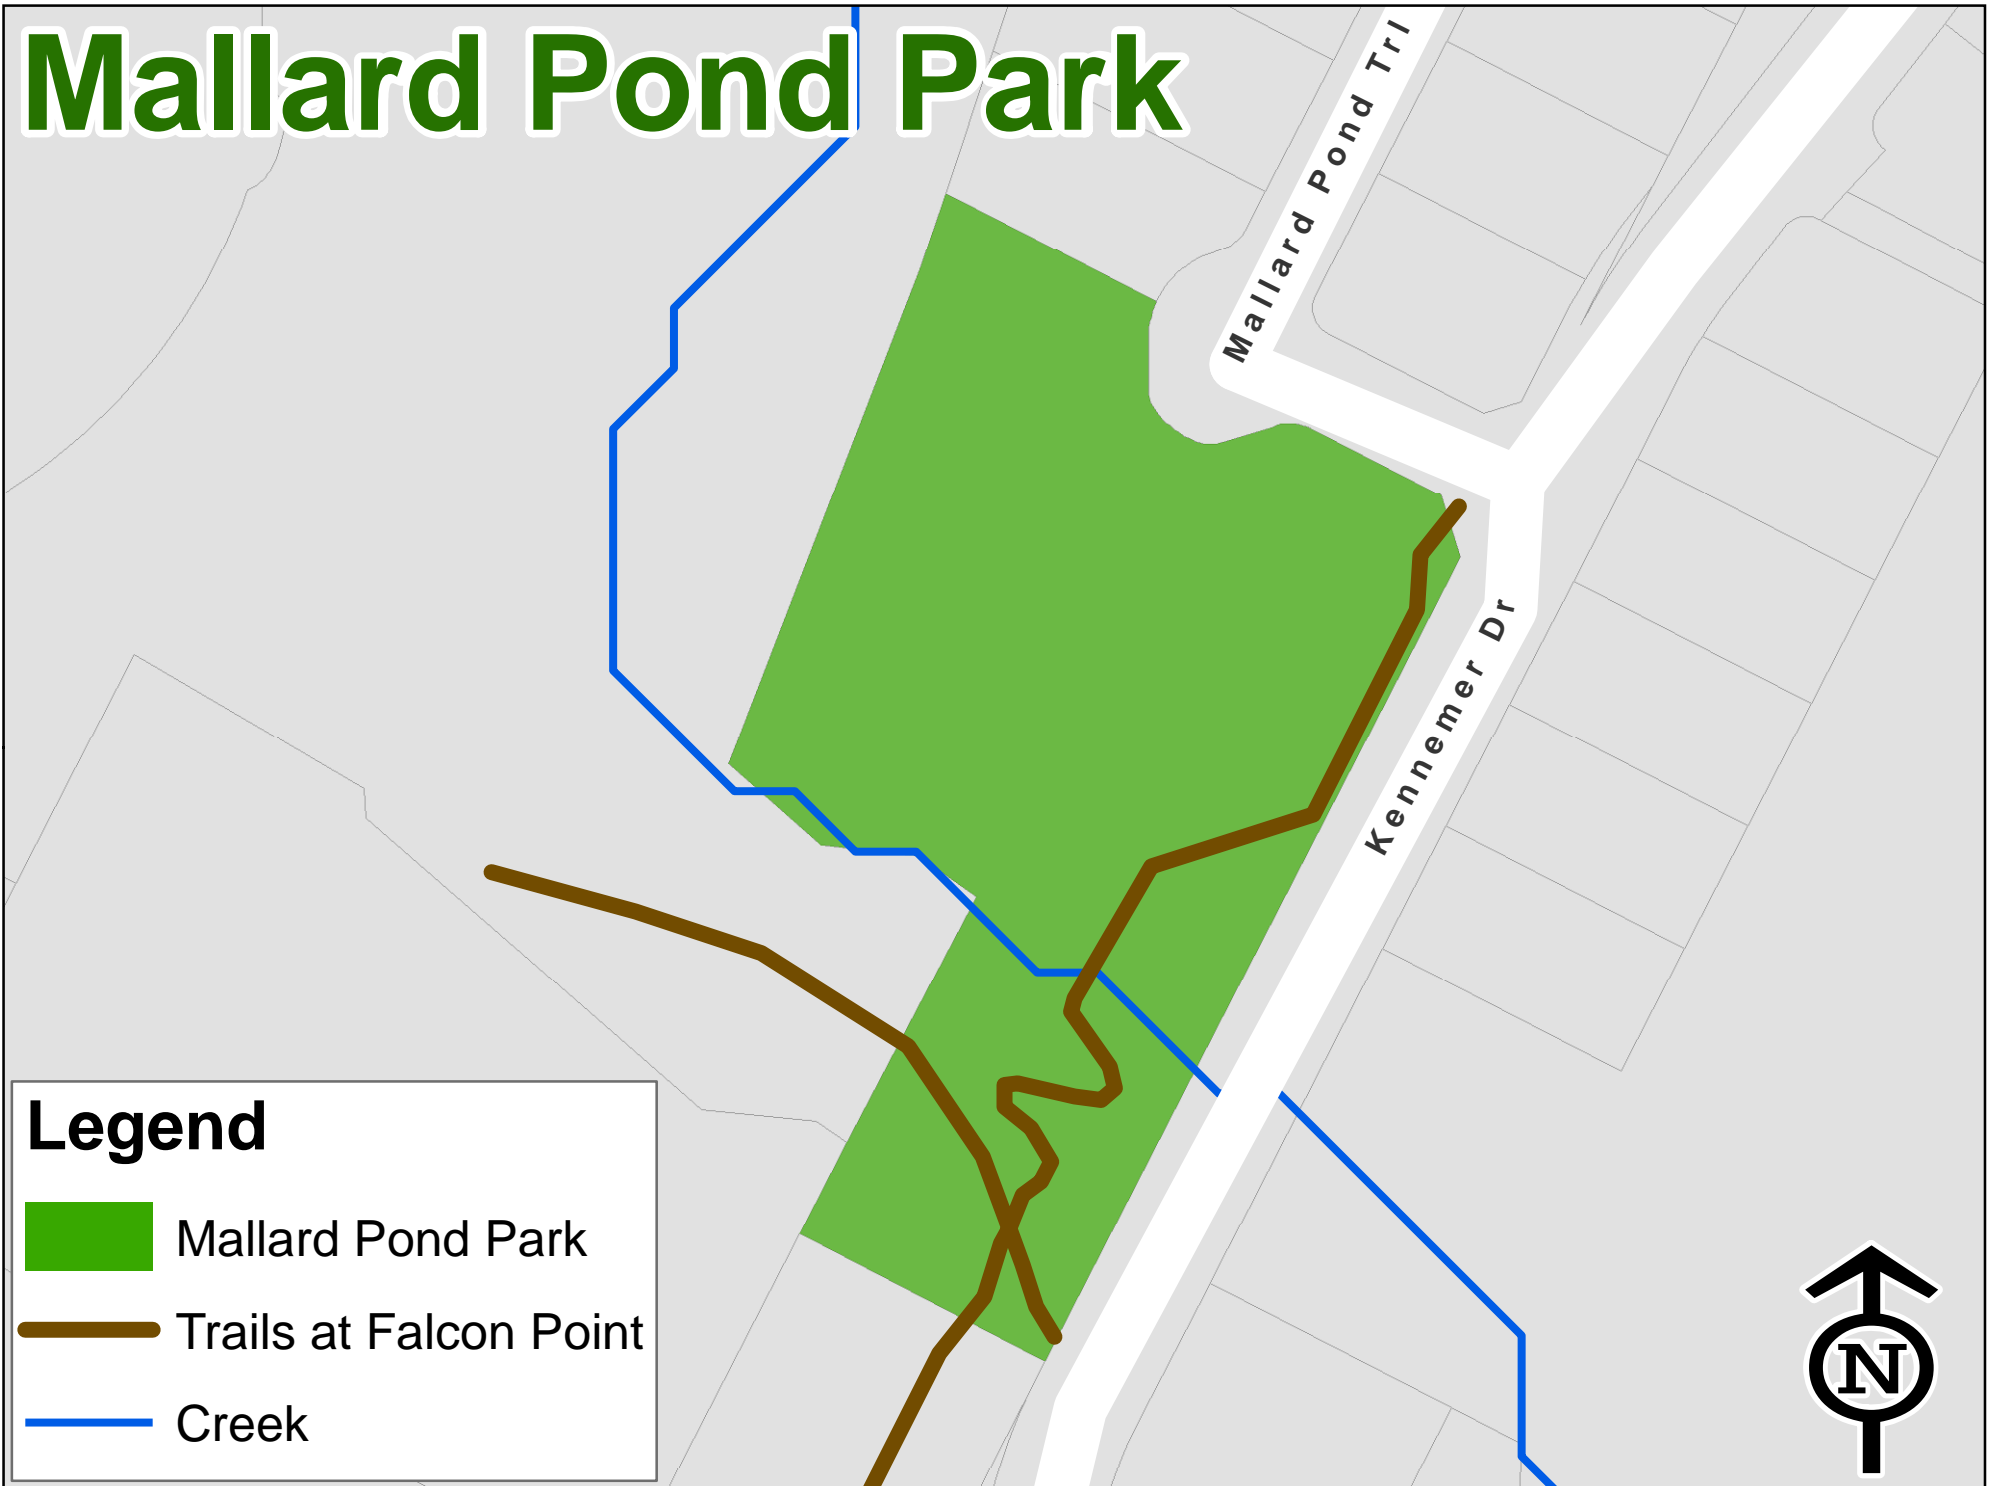 Mallard Pond Park
Mallard Pond Trl
Kennemer Dr
Legend
Mallard Pond Park
Trails at Falcon Point
Creek
N